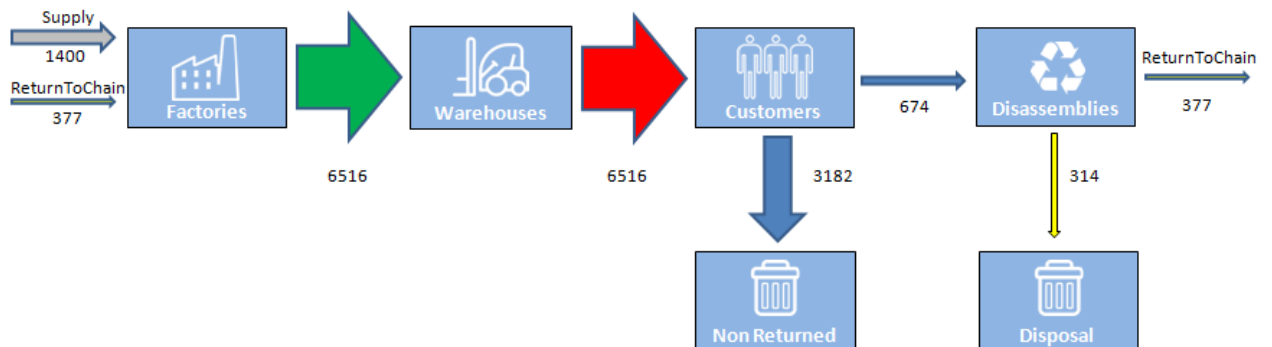 Supply
1400
ReturnToChain
377
Factories
6516
Warehouses
6516
Customers
674
Disassemblies
ReturnToChain
377
3182
314
Non Returned
Disposal